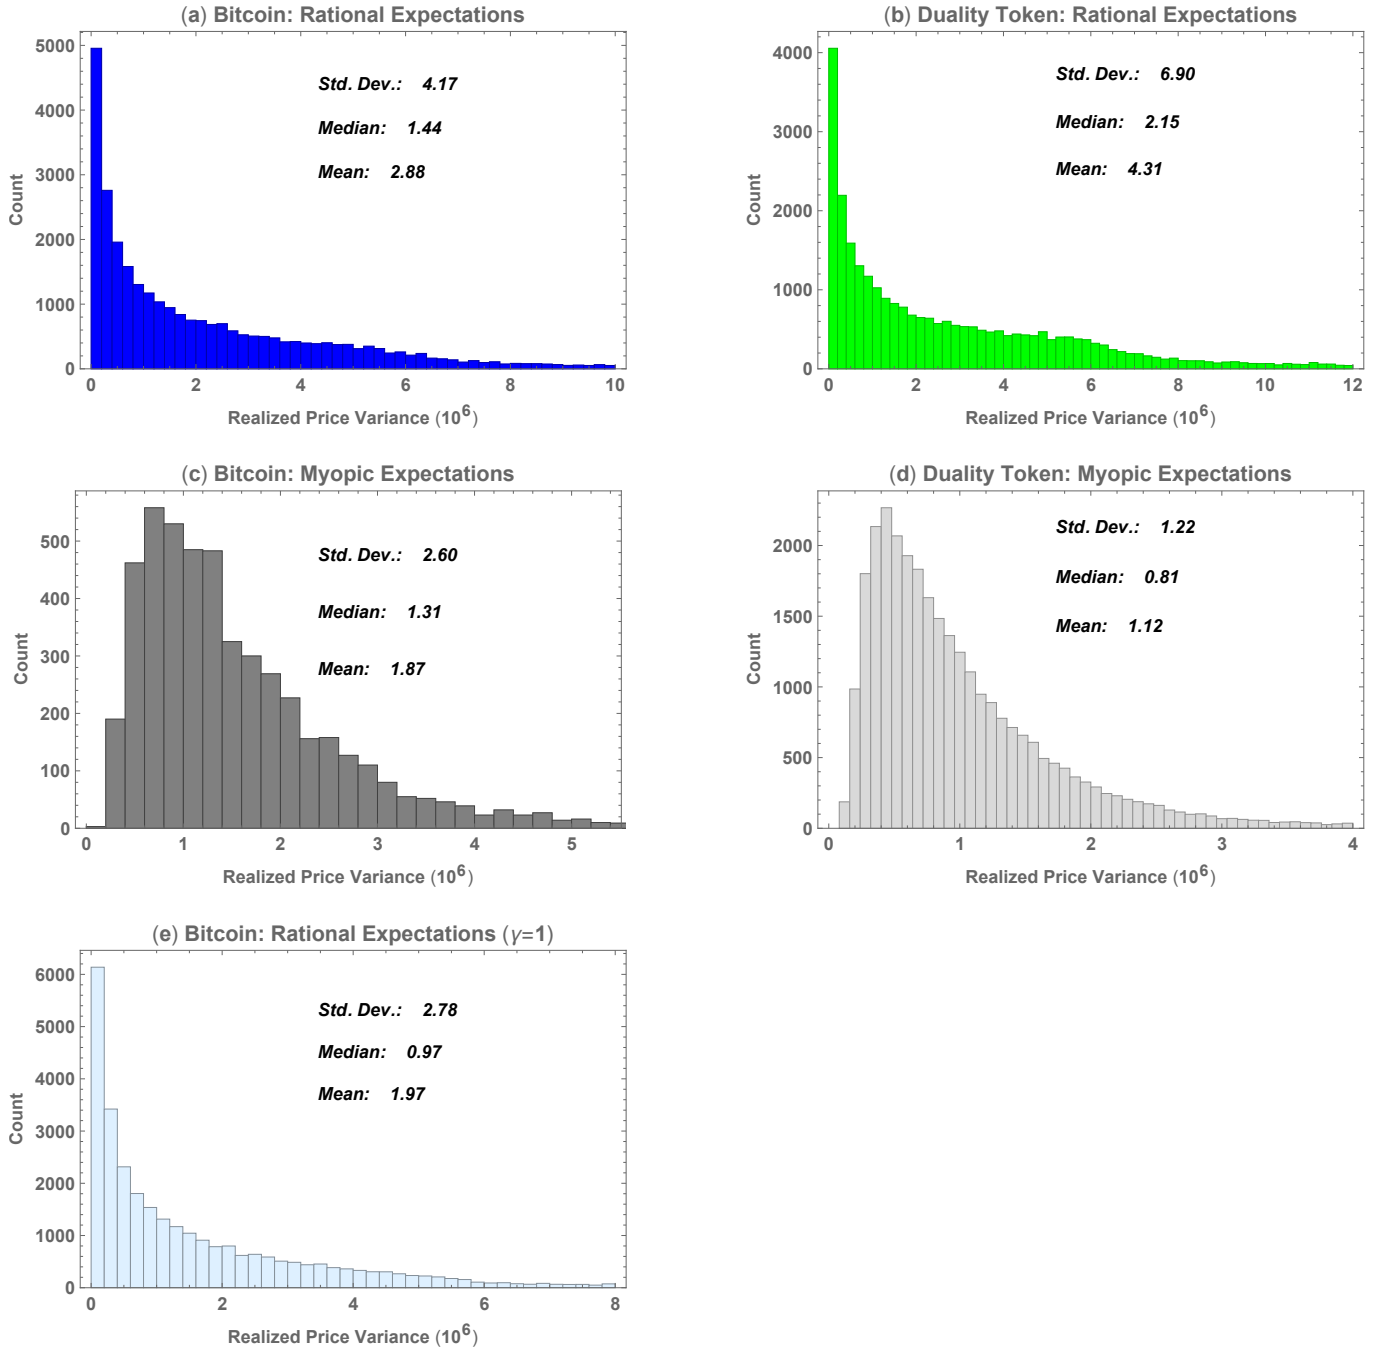 (a) Bitcoin: Rational Expectations
5000
4000
3000
2000
1000
0
Count
Std. Dev.: 4.17
Median: 1.44
Mean: 2.88
0 2 4 6 8 10
Realized Price Variance (10^6)
(b) Duality Token: Rational Expectations
4000
3000
2000
1000
0
Count
Std. Dev.: 6.90
Median: 2.15
Mean: 4.31
0 2 4 6 8 10 12
Realized Price Variance (10^6)
(c) Bitcoin: Myopic Expectations
500
400
300
200
100
0
Count
Std. Dev.: 2.60
Median: 1.31
Mean: 1.87
0 1 2 3 4 5
Realized Price Variance (10^6)
(d) Duality Token: Myopic Expectations
2000
1500
1000
500
0
Count
Std. Dev.: 1.22
Median: 0.81
Mean: 1.12
0 1 2 3 4
Realized Price Variance (10^6)
(e) Bitcoin: Rational Expectations (γ=1)
6000
5000
4000
3000
2000
1000
0
Count
Std. Dev.: 2.78
Median: 0.97
Mean: 1.97
0 2 4 6 8
Realized Price Variance (10^6)